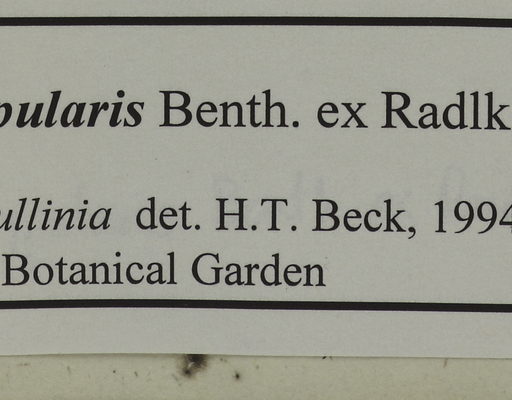 pularis Benth. ex Radlk
ullinia det. H.T. Beck, 1994
Botanical Garden